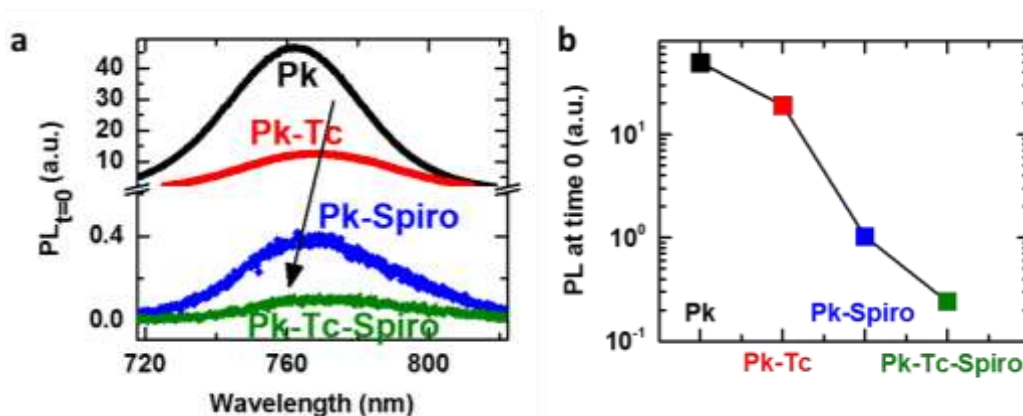 a
PL_{t=0} (a.u.)
40
30
20
10
0.4
0.0
Pk
Pk-Tc
Pk-Spiro
Pk-Tc-Spiro
720 760 800
Wavelength (nm)
b
PL at time 0 (a.u.)
10^1
10^0
10^{-1}
Pk
Pk-Spiro
Pk-Tc
Pk-Tc-Spiro